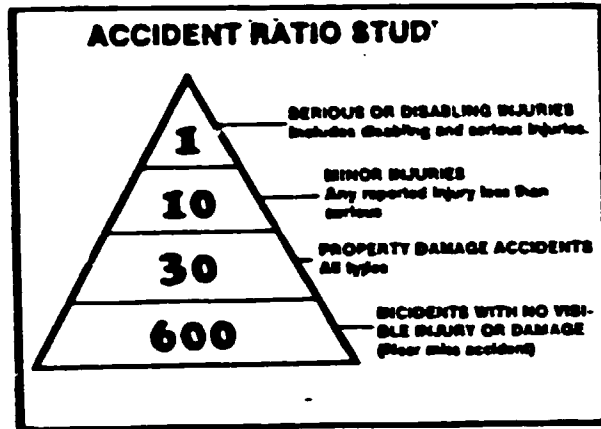 ACCIDENT RATIO STUD
1
SERIOUS OR DISABLING INJURIES
Includes disabling and serious injuries.
10
MINOR INJURIES
Any reported injury less than
serious
30
PROPERTY DAMAGE ACCIDENTS
All types
600
INCIDENTS WITH NO VISI-
BLE INJURY OR DAMAGE
(Near miss accident)